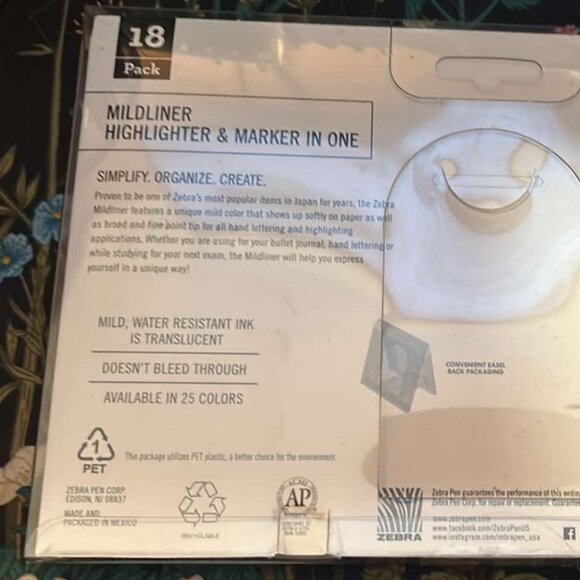 18
Pack
MILDLINER
HIGHLIGHTER & MARKER IN ONE
SIMPLIFY. ORGANIZE. CREATE.
Proven to be one of Zebra's most popular items in Japan for years, the Zebra
Mildliner features a unique mild color that shows up softly on paper as well
as broad and fine point tip for all hand lettering and highlighting
applications. Whether you are using for your bullet journal, hand lettering or
while studying for your next exam, the Mildliner will help you express
yourself in a unique way!
MILD, WATER RESISTANT INK
IS TRANSLUCENT
DOESN'T BLEED THROUGH
AVAILABLE IN 25 COLORS
CONVENIENT EASEL
BACK PACKAGING
1
PET
This package utilizes PET plastic, a better choice for the environment.
ZEBRA PEN CORP.
EDISON, NJ 08837
MADE AND
PACKAGED IN MEXICO
RECYCLABLE
AP
ZEBRA
Zebra Pen guarantees the performance of this writin
Zebra Pen Corp. for repair or replacement. Guarantee
www.zebrapen.com
www.facebook.com/ZebraPenUS
www.instagram.com/zebrapen_usa
f